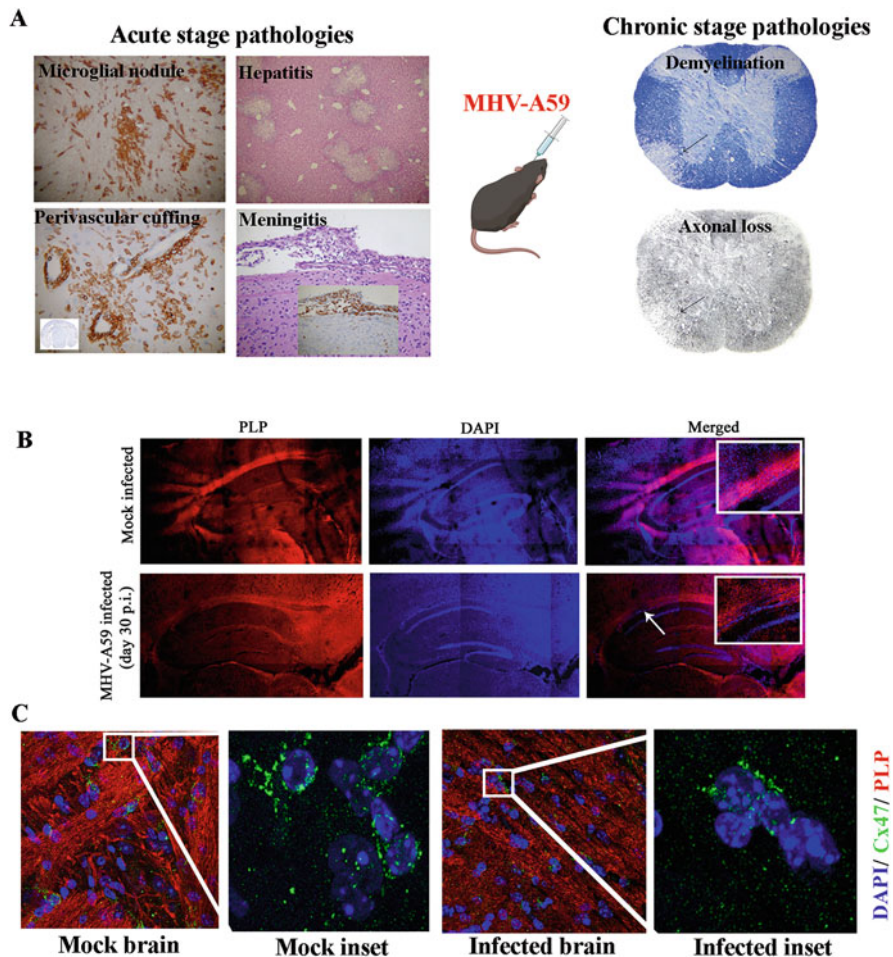 A
Acute stage pathologies
Microglial nodule
Hepatitis
Perivascular cuffing
Meningitis
MHV-A59
Chronic stage pathologies
Demyelination
Axonal loss
B
PLP
DAPI
Merged
Mock infected
MHV-A59 infected
(day 30 p.i.)
C
Mock brain
Mock inset
Infected brain
Infected inset
DAPI/ Cx47/ PLP